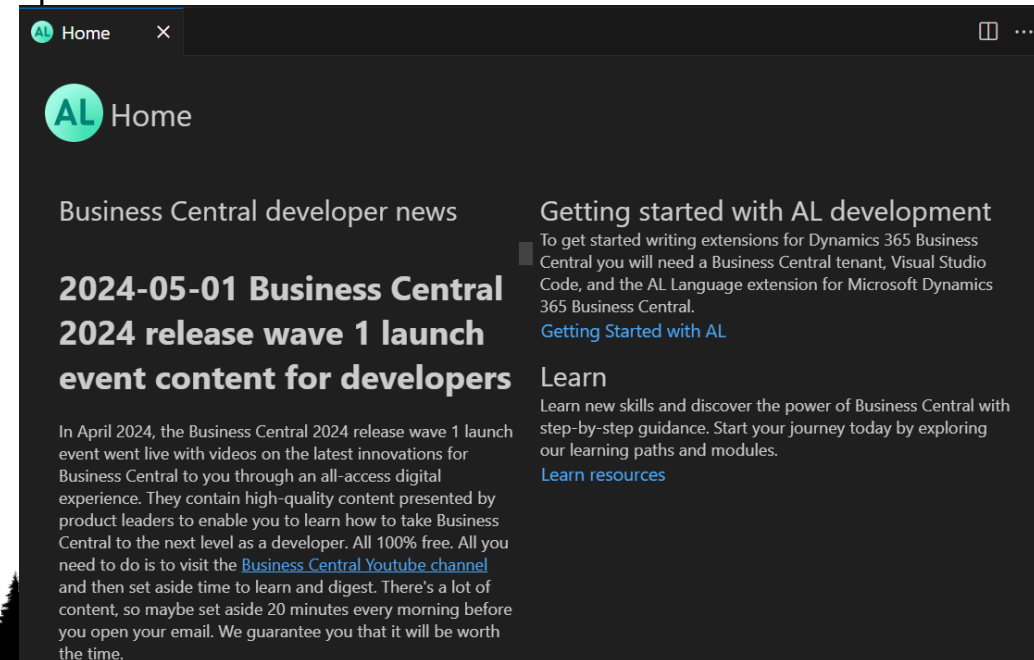 AL Home
AL Home
Business Central developer news
2024-05-01 Business Central
2024 release wave 1 launch
event content for developers
In April 2024, the Business Central 2024 release wave 1 launch
event went live with videos on the latest innovations for
Business Central to you through an all-access digital
experience. They contain high-quality content presented by
product leaders to enable you to learn how to take Business
Central to the next level as a developer. All 100% free. All you
need to do is to visit the Business Central Youtube channel
and then set aside time to learn and digest. There's a lot of
content, so maybe set aside 20 minutes every morning before
you open your email. We guarantee you that it will be worth
the time.
Getting started with AL development
To get started writing extensions for Dynamics 365 Business
Central you will need a Business Central tenant, Visual Studio
Code, and the AL Language extension for Microsoft Dynamics
365 Business Central.
Getting Started with AL
Learn
Learn new skills and discover the power of Business Central with
step-by-step guidance. Start your journey today by exploring
our learning paths and modules.
Learn resources